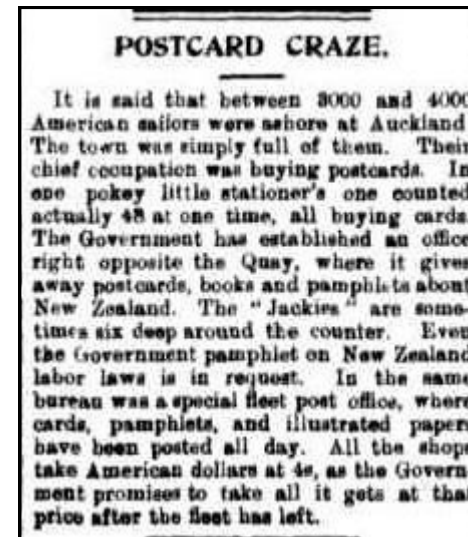 POSTCARD CRAZE.
It is said that between 3000 and 4000
American sailors were ashore at Auckland
The town was simply full of them. Their
chief occupation was buying postcards. In
one pokey little stationer's one counted
actually 48 at one time, all buying cards.
The Government has established an office
right opposite the Quay, where it gives
away postcards, books and pamphlets about
New Zealand. The "Jackies" are some-
times six deep around the counter. Even
the Government pamphlet on New Zealand
labor laws is in request. In the same
bureau was a special fleet post office, where
cards, pamphlets, and illustrated papers
have been posted all day. All the shops
take American dollars at 4s, as the Govern
ment promises to take all it gets at that
price after the fleet has left.